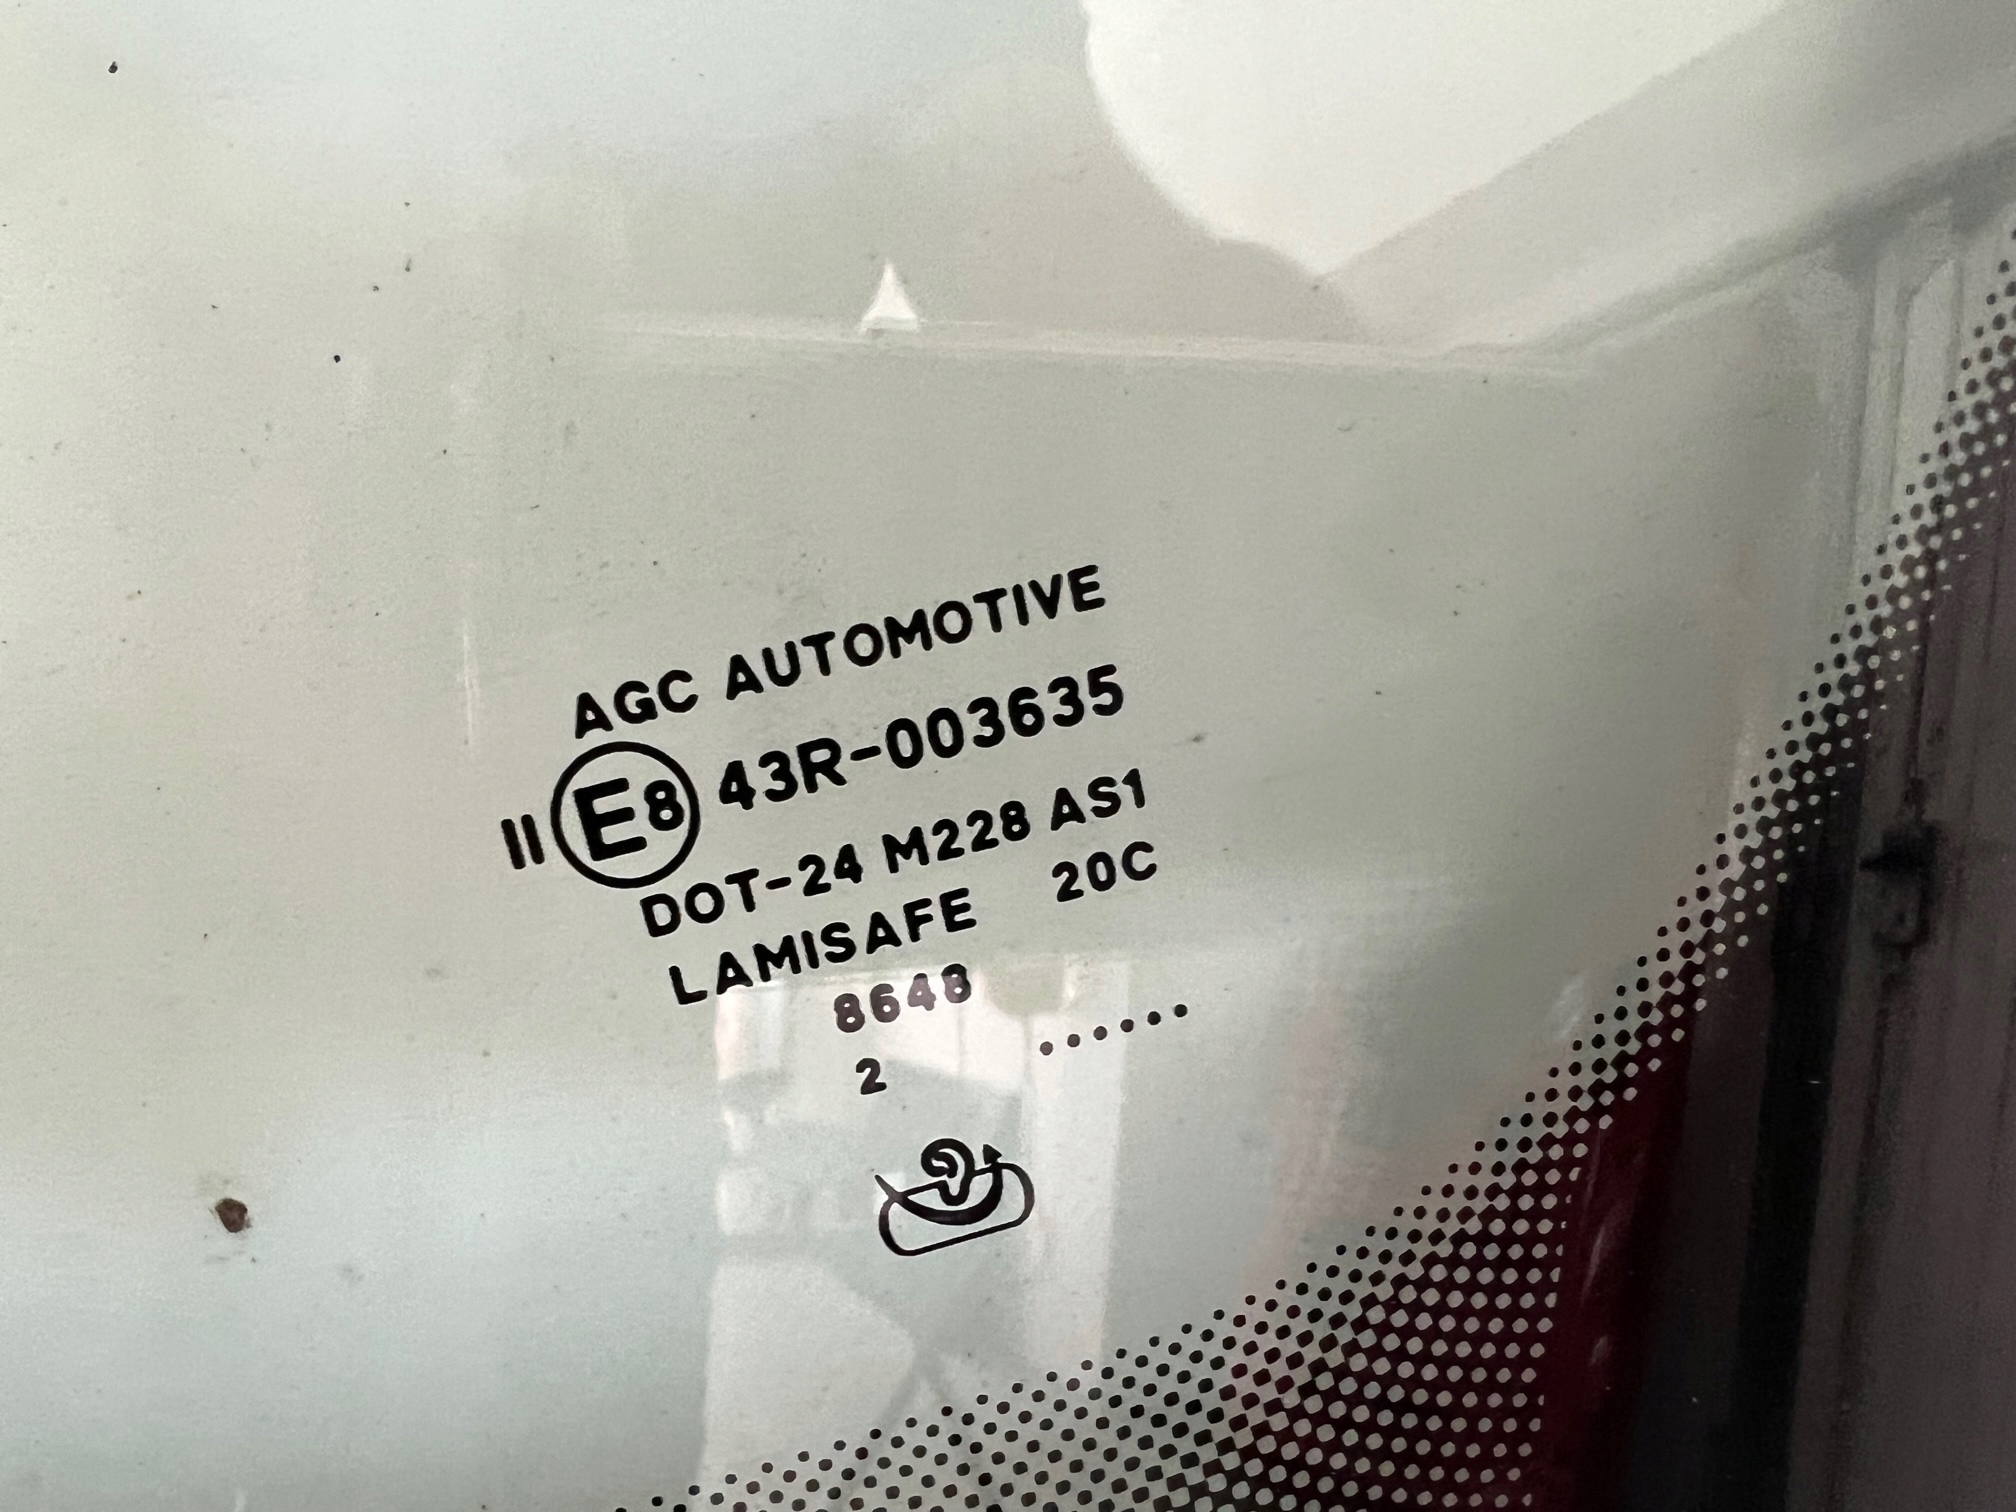 AGC AUTOMOTIVE
II E8 43R-003635
DOT-24 M228 AS1
LAMISAFE 20C
8648
2 ......